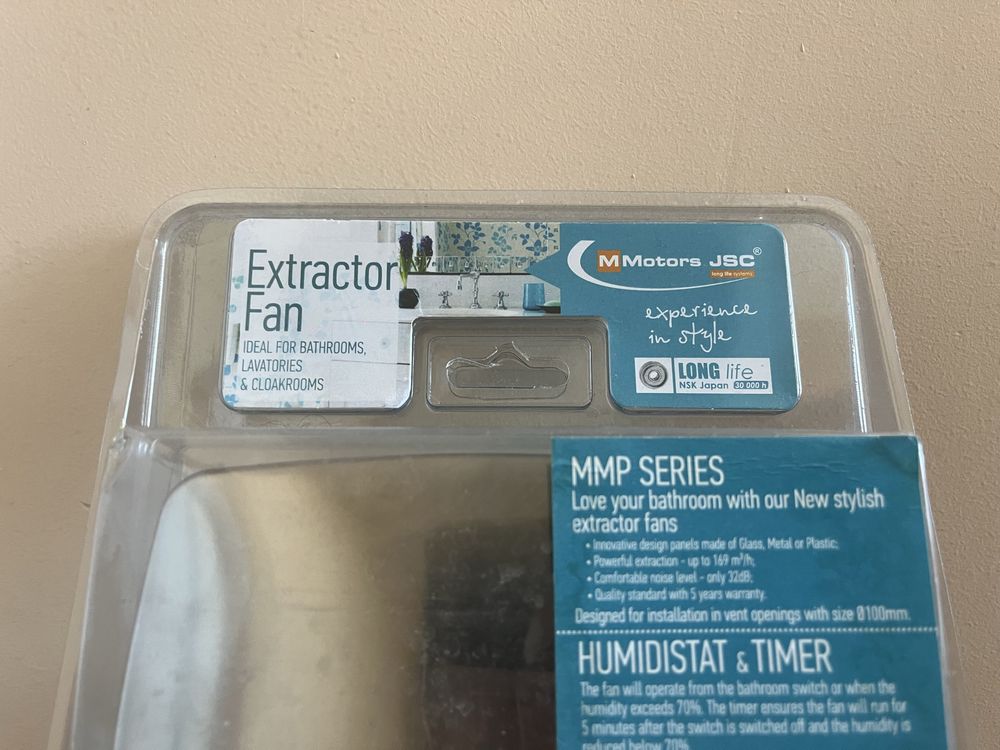 Extractor
Fan
IDEAL FOR BATHROOMS,
LAVATORIES
& CLOAKROOMS
M Motors JSC®
long life systems
experience
in style
LONG life
NSK Japan 30 000 h
MMP SERIES
Love your bathroom with our New stylish
extractor fans
• Innovative design panels made of Glass, Metal or Plastic;
• Powerful extraction - up to 169 m³/h;
• Comfortable noise level - only 32dB;
• Quality standard with 5 years warranty.
Designed for installation in vent openings with size Ø100mm.
HUMIDISTAT & TIMER
The fan will operate from the bathroom switch or when the
humidity exceeds 70%. The timer ensures the fan will run for
5 minutes after the switch is switched off and the humidity is
reduced below 70%